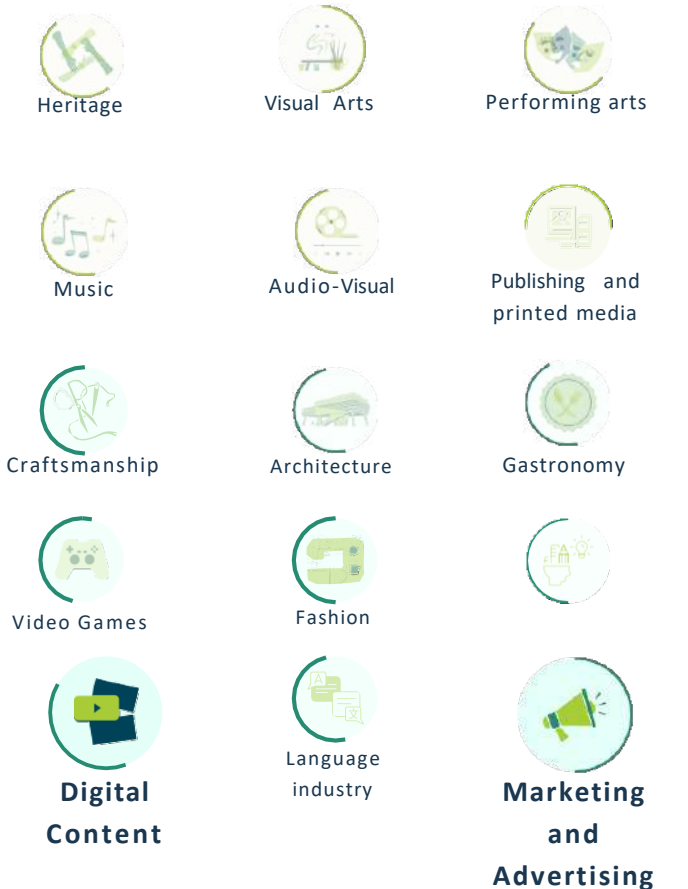 Heritage
Visual Arts
Performing arts
Music
Audio-Visual
Publishing and
printed media
Craftsmanship
Architecture
Gastronomy
Video Games
Fashion
Digital
Content
Language
industry
Marketing
and
Advertising